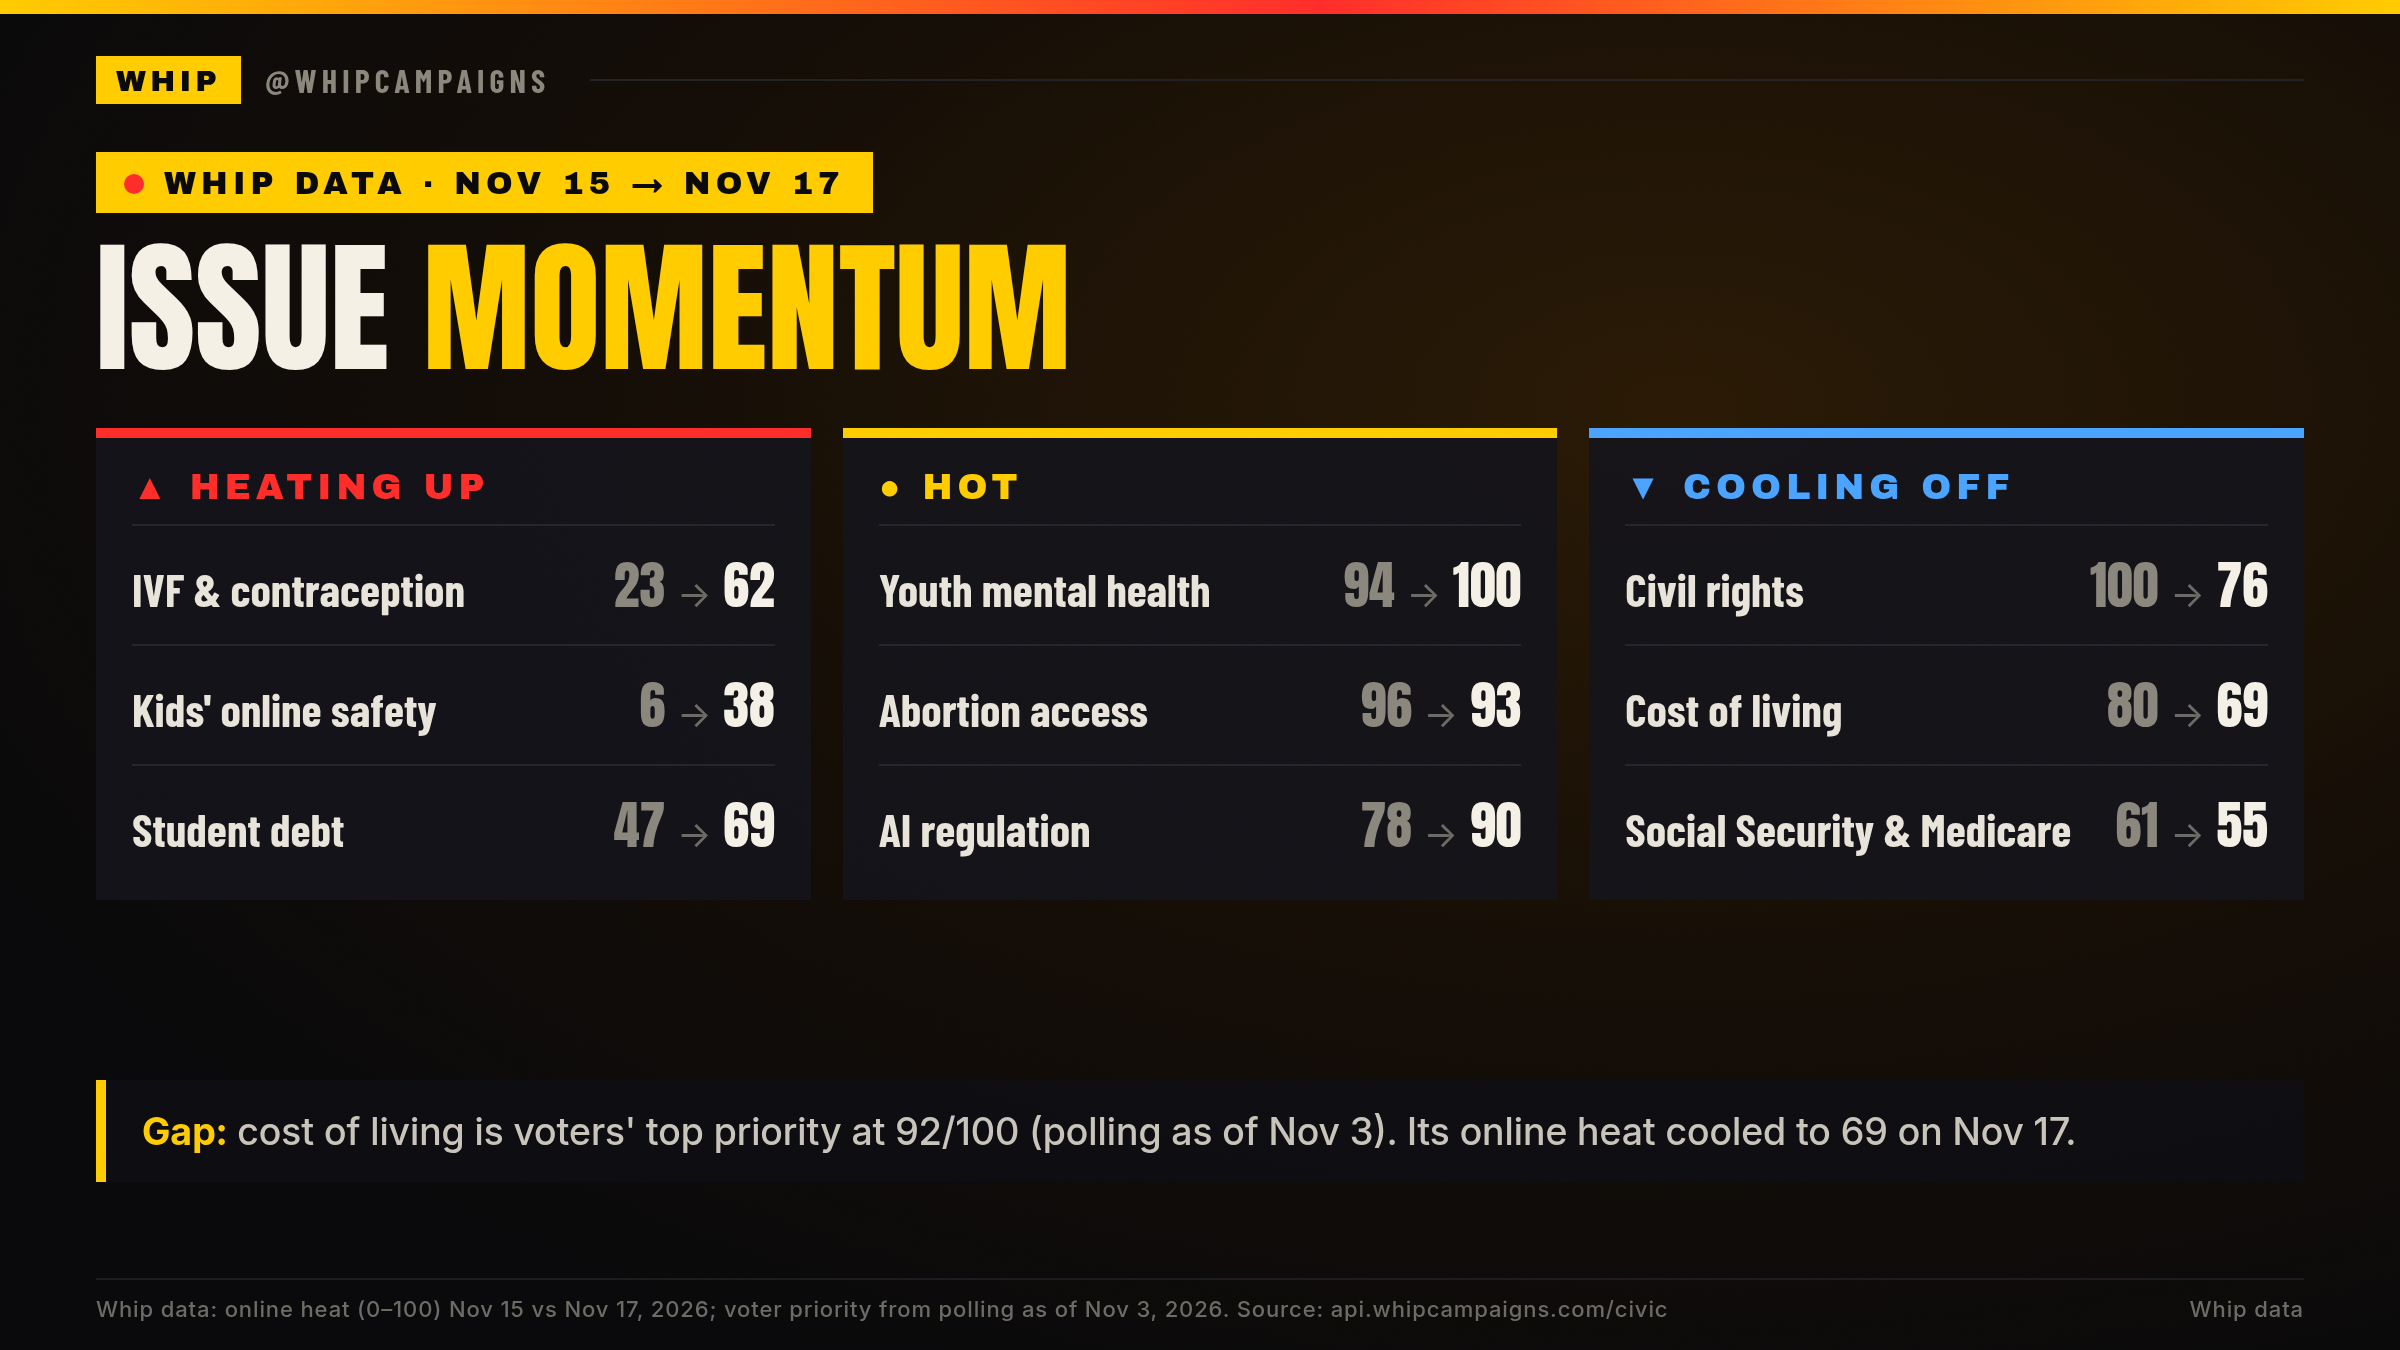 WHIP @WHIPCAMPAIGNS
● WHIP DATA · NOV 15 → NOV 17
ISSUE MOMENTUM
▲ HEATING UP
IVF & contraception 23 → 62
Kids' online safety 6 → 38
Student debt 47 → 69
● HOT
Youth mental health 94 → 100
Abortion access 96 → 93
AI regulation 78 → 90
▼ COOLING OFF
Civil rights 100 → 76
Cost of living 80 → 69
Social Security & Medicare 61 → 55
Gap: cost of living is voters' top priority at 92/100 (polling as of Nov 3). Its online heat cooled to 69 on Nov 17.
Whip data: online heat (0–100) Nov 15 vs Nov 17, 2026; voter priority from polling as of Nov 3, 2026. Source: api.whipcampaigns.com/civic
Whip data